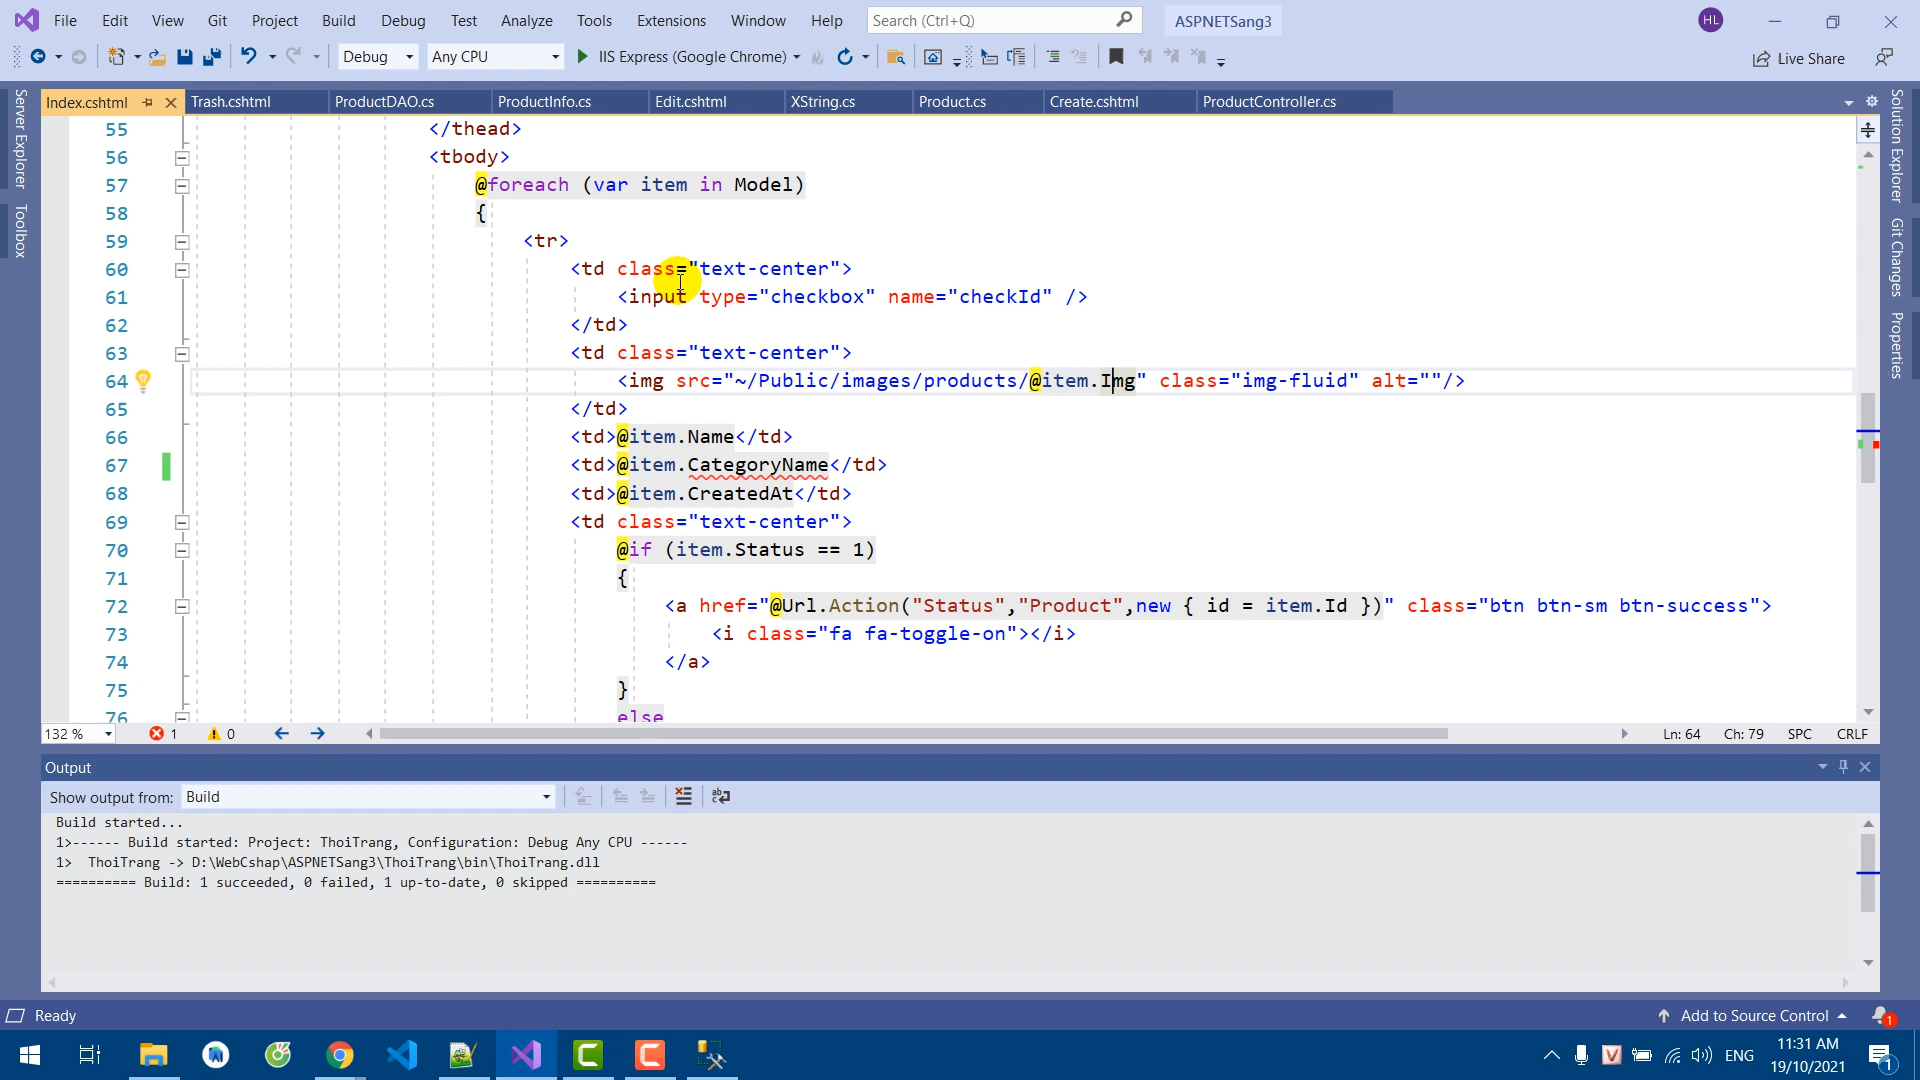 File Edit View Git Project Build Debug Test Analyze Tools Extensions Window Help Search (Ctrl+Q) ASPNETSang3 HL
Debug Any CPU IIS Express (Google Chrome) Live Share
Index.cshtml Trash.cshtml ProductDAO.cs ProductInfo.cs Edit.cshtml XString.cs Product.cs Create.cshtml ProductController.cs
Server Explorer
Toolbox
Solution Explorer
Git Changes
Properties
55 </thead>
56 <tbody>
57 @foreach (var item in Model)
58 {
59 <tr>
60 <td class="text-center">
61 <input type="checkbox" name="checkId" />
62 </td>
63 <td class="text-center">
64 <img src="~/Public/images/products/@item.Img" class="img-fluid" alt=""/>
65 </td>
66 <td>@item.Name</td>
67 <td>@item.CategoryName</td>
68 <td>@item.CreatedAt</td>
69 <td class="text-center">
70 @if (item.Status == 1)
71 {
72 <a href="@Url.Action("Status","Product",new { id = item.Id })" class="btn btn-sm btn-success">
73 <i class="fa fa-toggle-on"></i>
74 </a>
75 }
76 else
132 % 1 0 Ln: 64 Ch: 79 SPC CRLF
Output
Show output from: Build
Build started...
1>------ Build started: Project: ThoiTrang, Configuration: Debug Any CPU ------
1>  ThoiTrang -> D:\WebCshap\ASPNETSang3\ThoiTrang\bin\ThoiTrang.dll
========== Build: 1 succeeded, 0 failed, 1 up-to-date, 0 skipped ==========
Ready Add to Source Control 1
ENG 11:31 AM
19/10/2021 1